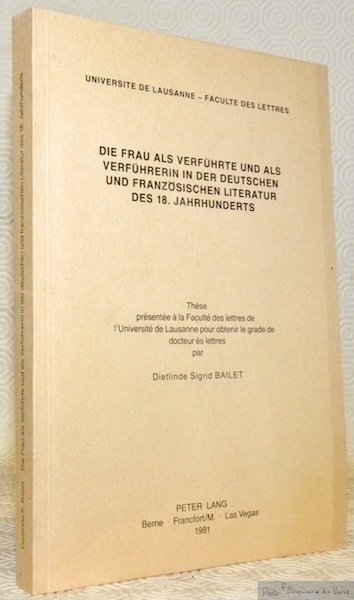 UNIVERSITE DE LAUSANNE – FACULTE DES LETTRES
DIE FRAU ALS VERFÜHRTE UND ALS
VERFÜHRERIN IN DER DEUTSCHEN
UND FRANZÖSISCHEN LITERATUR
DES 18. JAHRHUNDERTS
Thèse
présentée à la Faculté des lettres de
l'Université de Lausanne pour obtenir le grade de
docteur ès lettres
par
Dietlinde Sigrid BAILET
PETER LANG
Berne · Francfort/M. · Las Vegas
1981
Dietlinde S. Bailet Die Frau als Verführte und als Verführerin in der deutschen und französischen Literatur des 18. Jahrhunderts
Photo © Bouquinerie du Varis